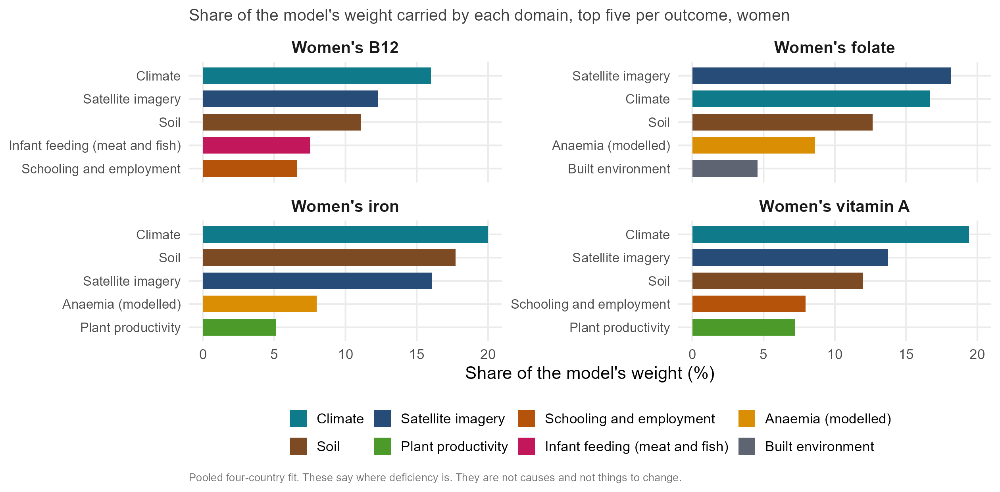 Share of the model's weight carried by each domain, top five per outcome, women
Women's B12
Climate
Satellite imagery
Soil
Infant feeding (meat and fish)
Schooling and employment
Women's folate
Satellite imagery
Climate
Soil
Anaemia (modelled)
Built environment
Women's iron
Climate
Soil
Satellite imagery
Anaemia (modelled)
Plant productivity
0 5 10 15 20
Women's vitamin A
Climate
Satellite imagery
Soil
Schooling and employment
Plant productivity
0 5 10 15 20
Share of the model's weight (%)
Climate Satellite imagery Schooling and employment Anaemia (modelled)
Soil Plant productivity Infant feeding (meat and fish) Built environment
Pooled four-country fit. These say where deficiency is. They are not causes and not things to change.